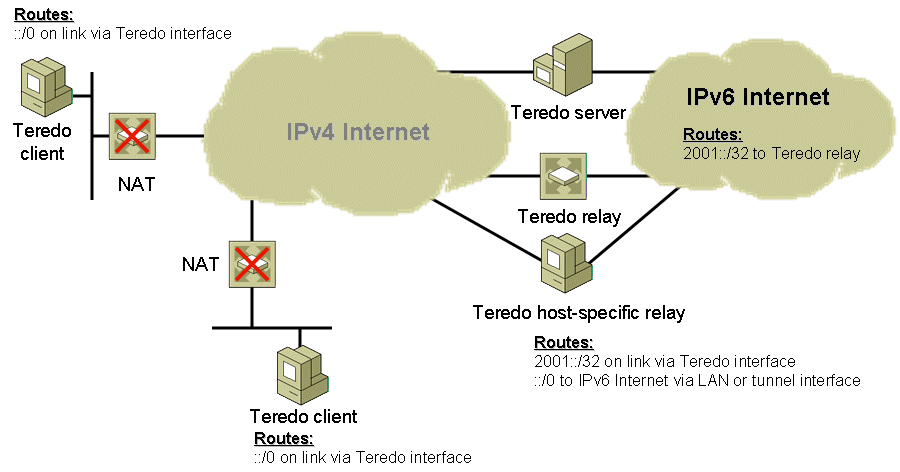 Routes:
::/0 on link via Teredo interface
Teredo
client
NAT
IPv4 Internet
Teredo server
IPv6 Internet
Routes:
2001::/32 to Teredo relay
Teredo relay
NAT
Teredo host-specific relay
Routes:
2001::/32 on link via Teredo interface
::/0 to IPv6 Internet via LAN or tunnel interface
Teredo client
Routes:
::/0 on link via Teredo interface